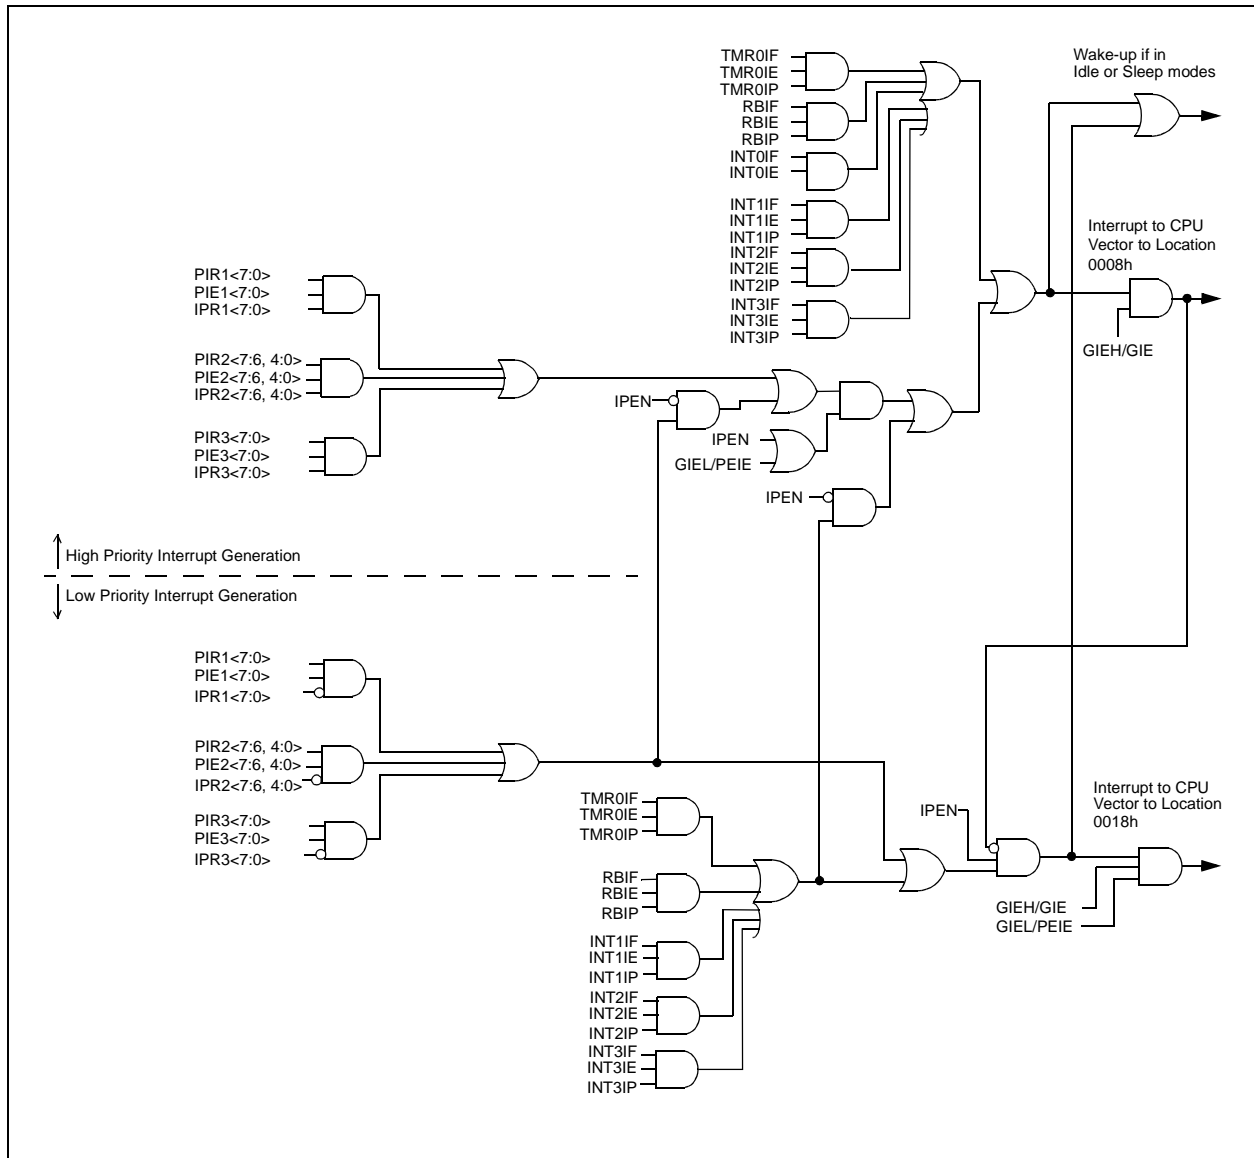 TMR0IF
TMR0IE
TMR0IP
RBIF
RBIE
RBIP
INT0IF
INT0IE
INT1IF
INT1IE
INT1IP
INT2IF
INT2IE
INT2IP
INT3IF
INT3IE
INT3IP
Wake-up if in
Idle or Sleep modes
Interrupt to CPU
Vector to Location
0008h
GIEH/GIE
PIR1<7:0>
PIE1<7:0>
IPR1<7:0>
PIR2<7:6, 4:0>
PIE2<7:6, 4:0>
IPR2<7:6, 4:0>
PIR3<7:0>
PIE3<7:0>
IPR3<7:0>
IPEN
IPEN
GIEL/PEIE
IPEN
High Priority Interrupt Generation
Low Priority Interrupt Generation
PIR1<7:0>
PIE1<7:0>
IPR1<7:0>
PIR2<7:6, 4:0>
PIE2<7:6, 4:0>
IPR2<7:6, 4:0>
PIR3<7:0>
PIE3<7:0>
IPR3<7:0>
TMR0IF
TMR0IE
TMR0IP
RBIF
RBIE
RBIP
INT1IF
INT1IE
INT1IP
INT2IF
INT2IE
INT2IP
INT3IF
INT3IE
INT3IP
IPEN
Interrupt to CPU
Vector to Location
0018h
GIEH/GIE
GIEL/PEIE